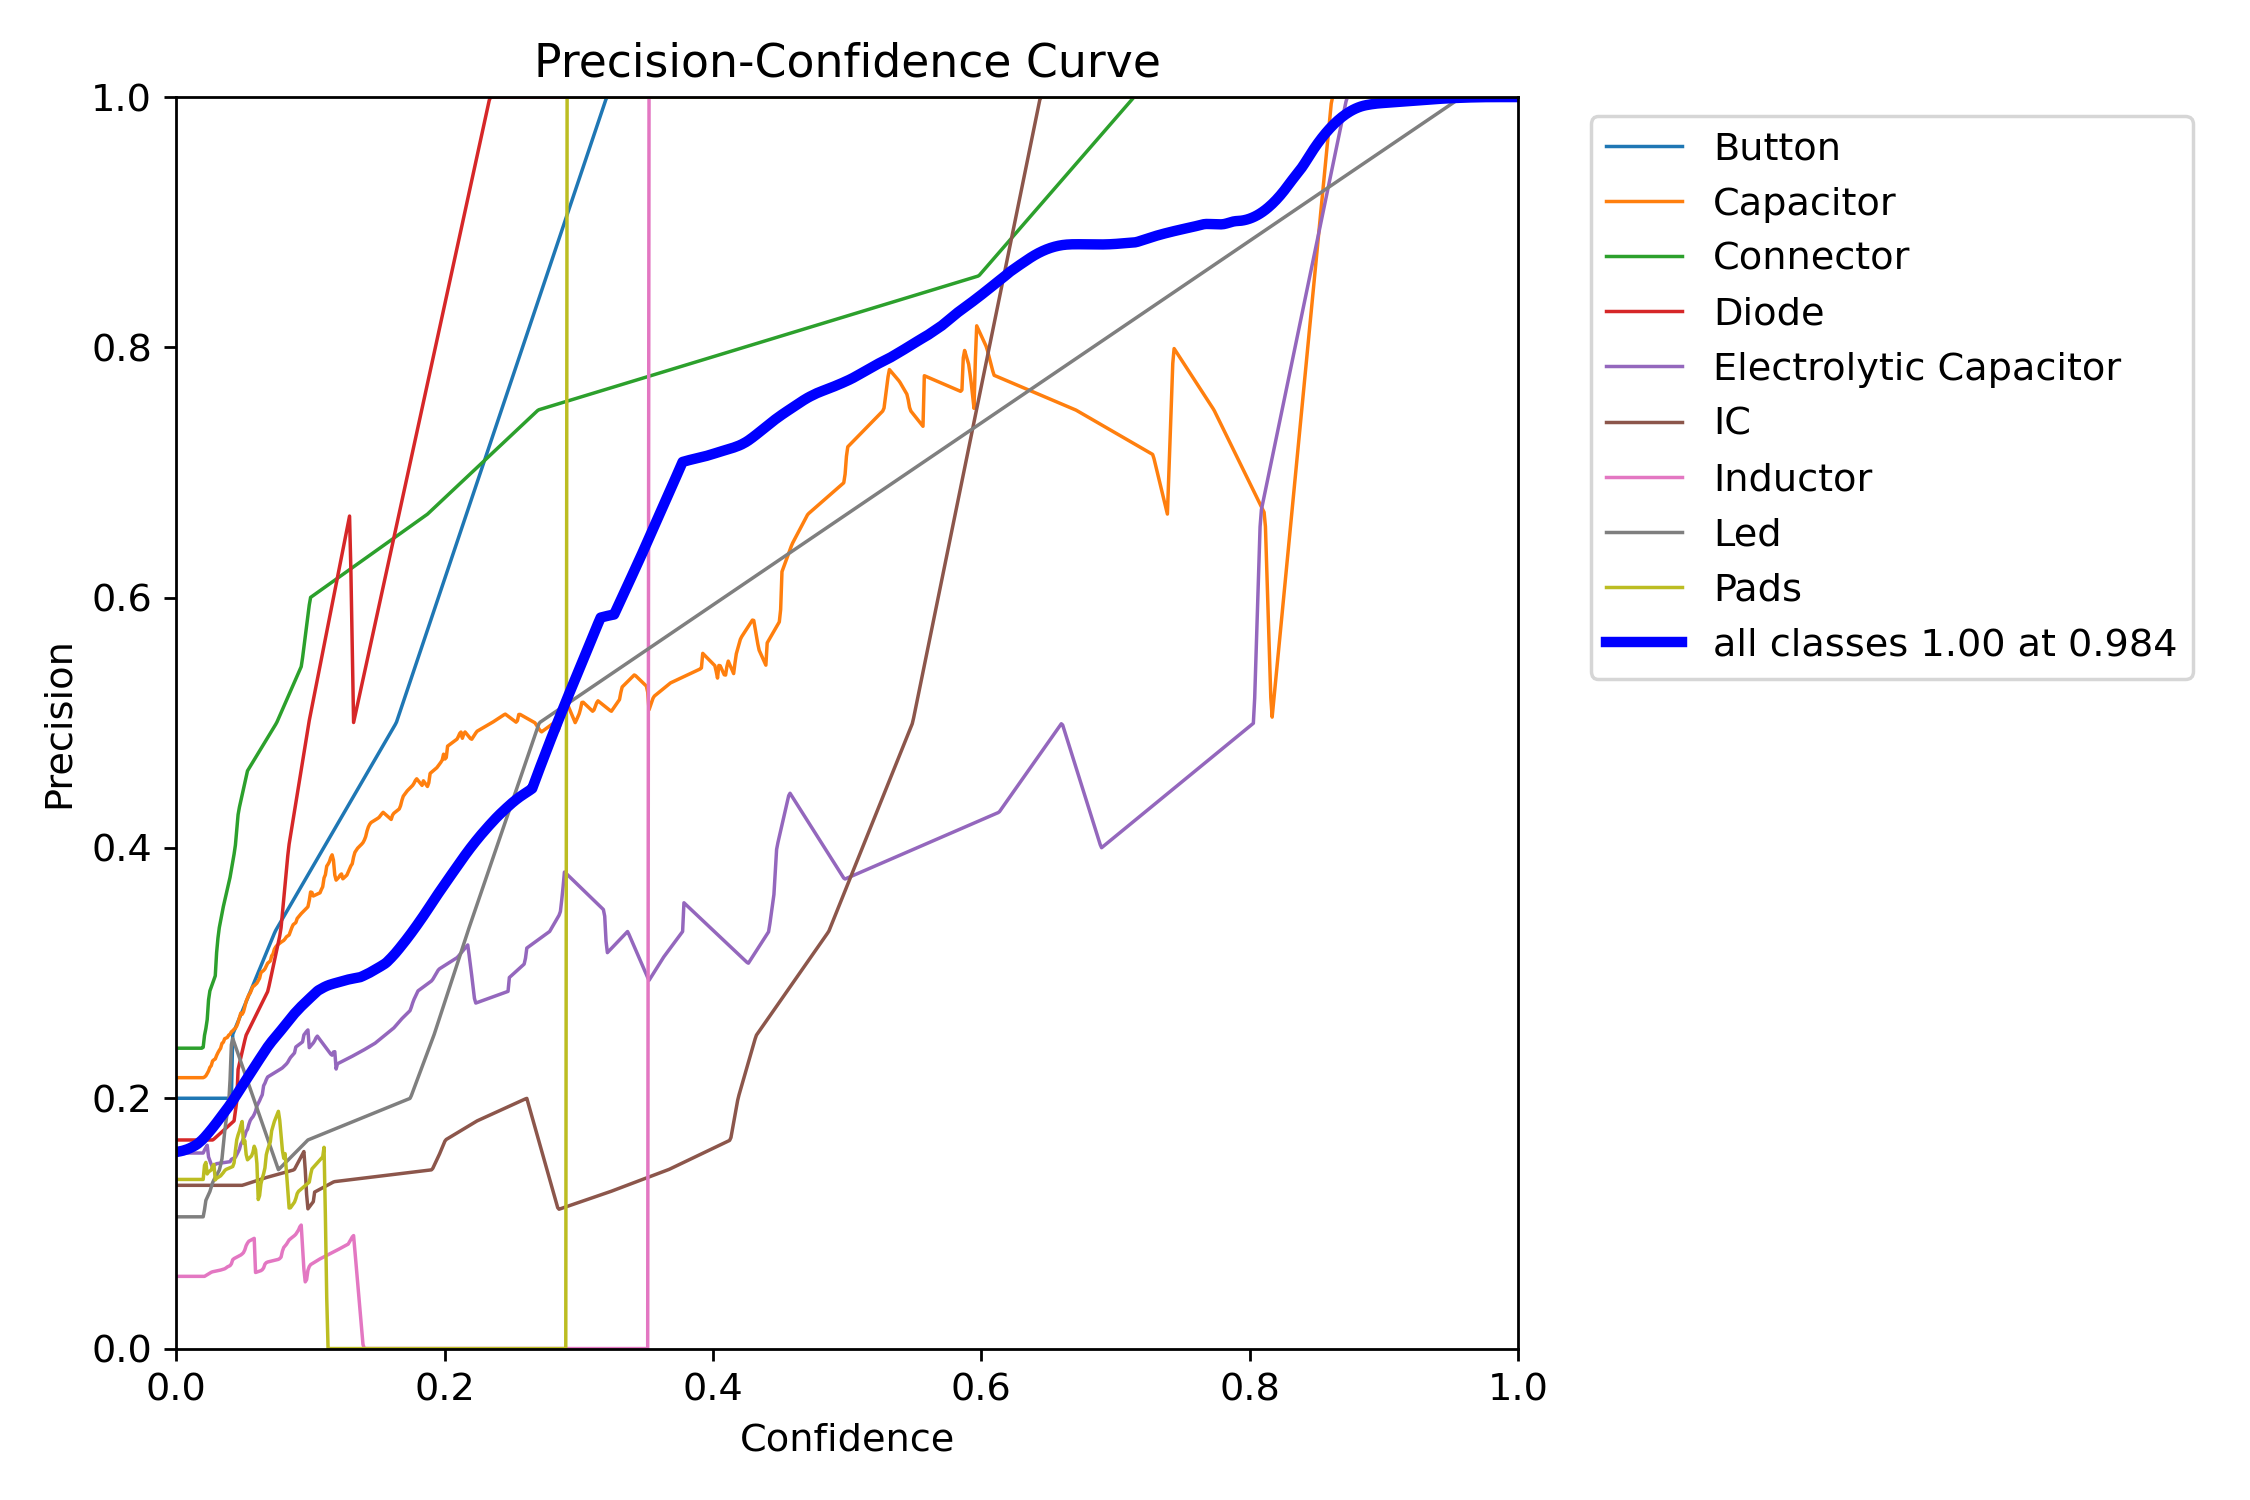 Precision-Confidence Curve
1.0
0.8
0.6
0.4
0.2
0.0
Precision
0.0 0.2 0.4 0.6 0.8 1.0
Confidence
Button
Capacitor
Connector
Diode
Electrolytic Capacitor
IC
Inductor
Led
Pads
all classes 1.00 at 0.984